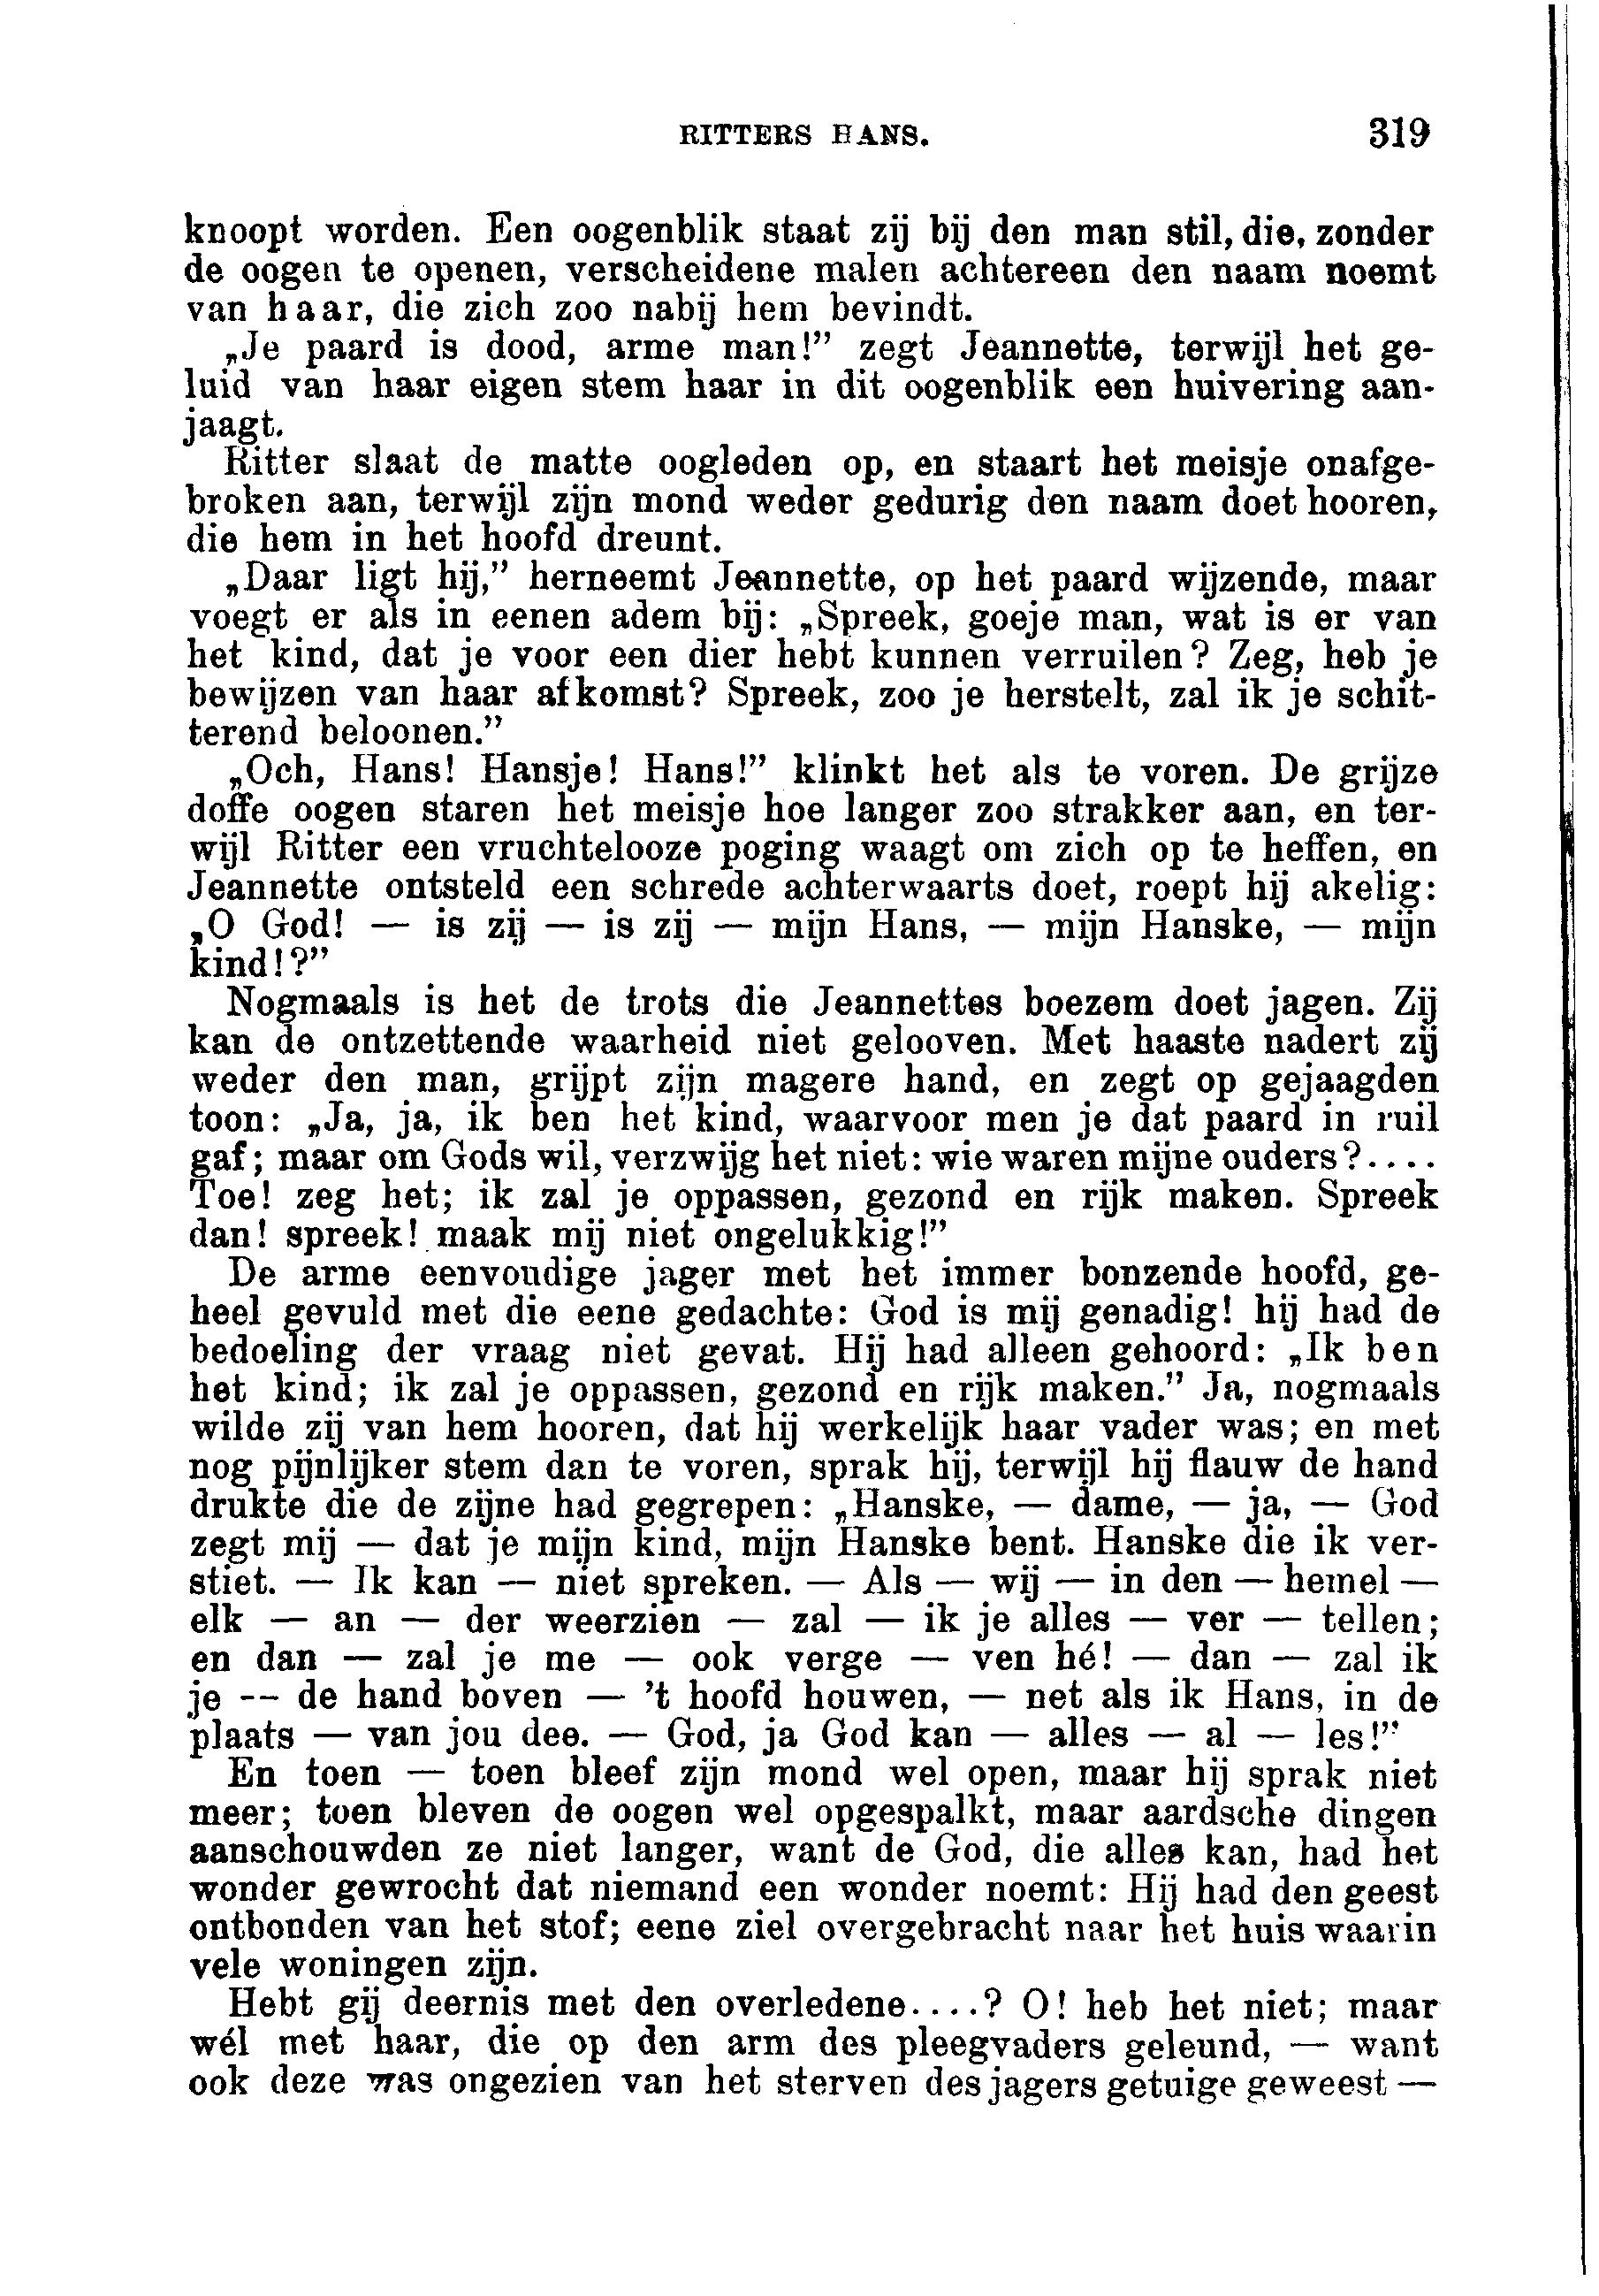 RITTERS HANS. 319
knoopt worden. Een oogenblik staat zij bij den man stil, die, zonder
de oogen te openen, verscheidene malen achtereen den naam noemt
van haar, die zich zoo nabij hem bevindt.
„Je paard is dood, arme man!” zegt Jeannette, terwijl het ge-
luid van haar eigen stem haar in dit oogenblik een huivering aan-
jaagt.
Ritter slaat de matte oogleden op, en staart het meisje onafge-
broken aan, terwijl zijn mond weder gedurig den naam doet hooren,
die hem in het hoofd dreunt.
„Daar ligt hij,” herneemt Jeannette, op het paard wijzende, maar
voegt er als in eenen adem bij: „Spreek, goeje man, wat is er van
het kind, dat je voor een dier hebt kunnen verruilen? Zeg, heb je
bewijzen van haar afkomst? Spreek, zoo je herstelt, zal ik je schit-
terend beloonen.”
„Och, Hans! Hansje! Hans!” klinkt het als te voren. De grijze
doffe oogen staren het meisje hoe langer zoo strakker aan, en ter-
wijl Ritter een vruchtelooze poging waagt om zich op te heffen, en
Jeannette ontsteld een schrede achterwaarts doet, roept hij akelig:
„O God! — is zij — is zij — mijn Hans, — mijn Hanske, — mijn
kind!?”
Nogmaals is het de trots die Jeannettes boezem doet jagen. Zij
kan de ontzettende waarheid niet gelooven. Met haaste nadert zij
weder den man, grijpt zijn magere hand, en zegt op gejaagden
toon: „Ja, ja, ik ben het kind, waarvoor men je dat paard in ruil
gaf; maar om Gods wil, verzwijg het niet: wie waren mijne ouders?....
Toe! zeg het; ik zal je oppassen, gezond en rijk maken. Spreek
dan! spreek! maak mij niet ongelukkig!”
De arme eenvoudige jager met het immer bonzende hoofd, ge-
heel gevuld met die eene gedachte: God is mij genadig! hij had de
bedoeling der vraag niet gevat. Hij had alleen gehoord: „Ik ben
het kind; ik zal je oppassen, gezond en rijk maken.” Ja, nogmaals
wilde zij van hem hooren, dat hij werkelijk haar vader was; en met
nog pijnlijker stem dan te voren, sprak hij, terwijl hij flauw de hand
drukte die de zijne had gegrepen: „Hanske, — dame, — ja, — God
zegt mij — dat je mijn kind, mijn Hanske bent. Hanske die ik ver-
stiet. — Ik kan — niet spreken. — Als — wij — in den — hemel —
elk — an — der weerzien — zal — ik je alles — ver — tellen;
en dan — zal je me — ook verge — ven hé! — dan — zal ik
je -- de hand boven — 't hoofd houwen, — net als ik Hans, in de
plaats — van jou dee. — God, ja God kan — alles — al — les!”
En toen — toen bleef zijn mond wel open, maar hij sprak niet
meer; toen bleven de oogen wel opgespalkt, maar aardsche dingen
aanschouwden ze niet langer, want de God, die alles kan, had het
wonder gewrocht dat niemand een wonder noemt: Hij had den geest
ontbonden van het stof; eene ziel overgebracht naar het huis waarin
vele woningen zijn.
Hebt gij deernis met den overledene....? O! heb het niet; maar
wél met haar, die op den arm des pleegvaders geleund, — want
ook deze was ongezien van het sterven des jagers getuige geweest —